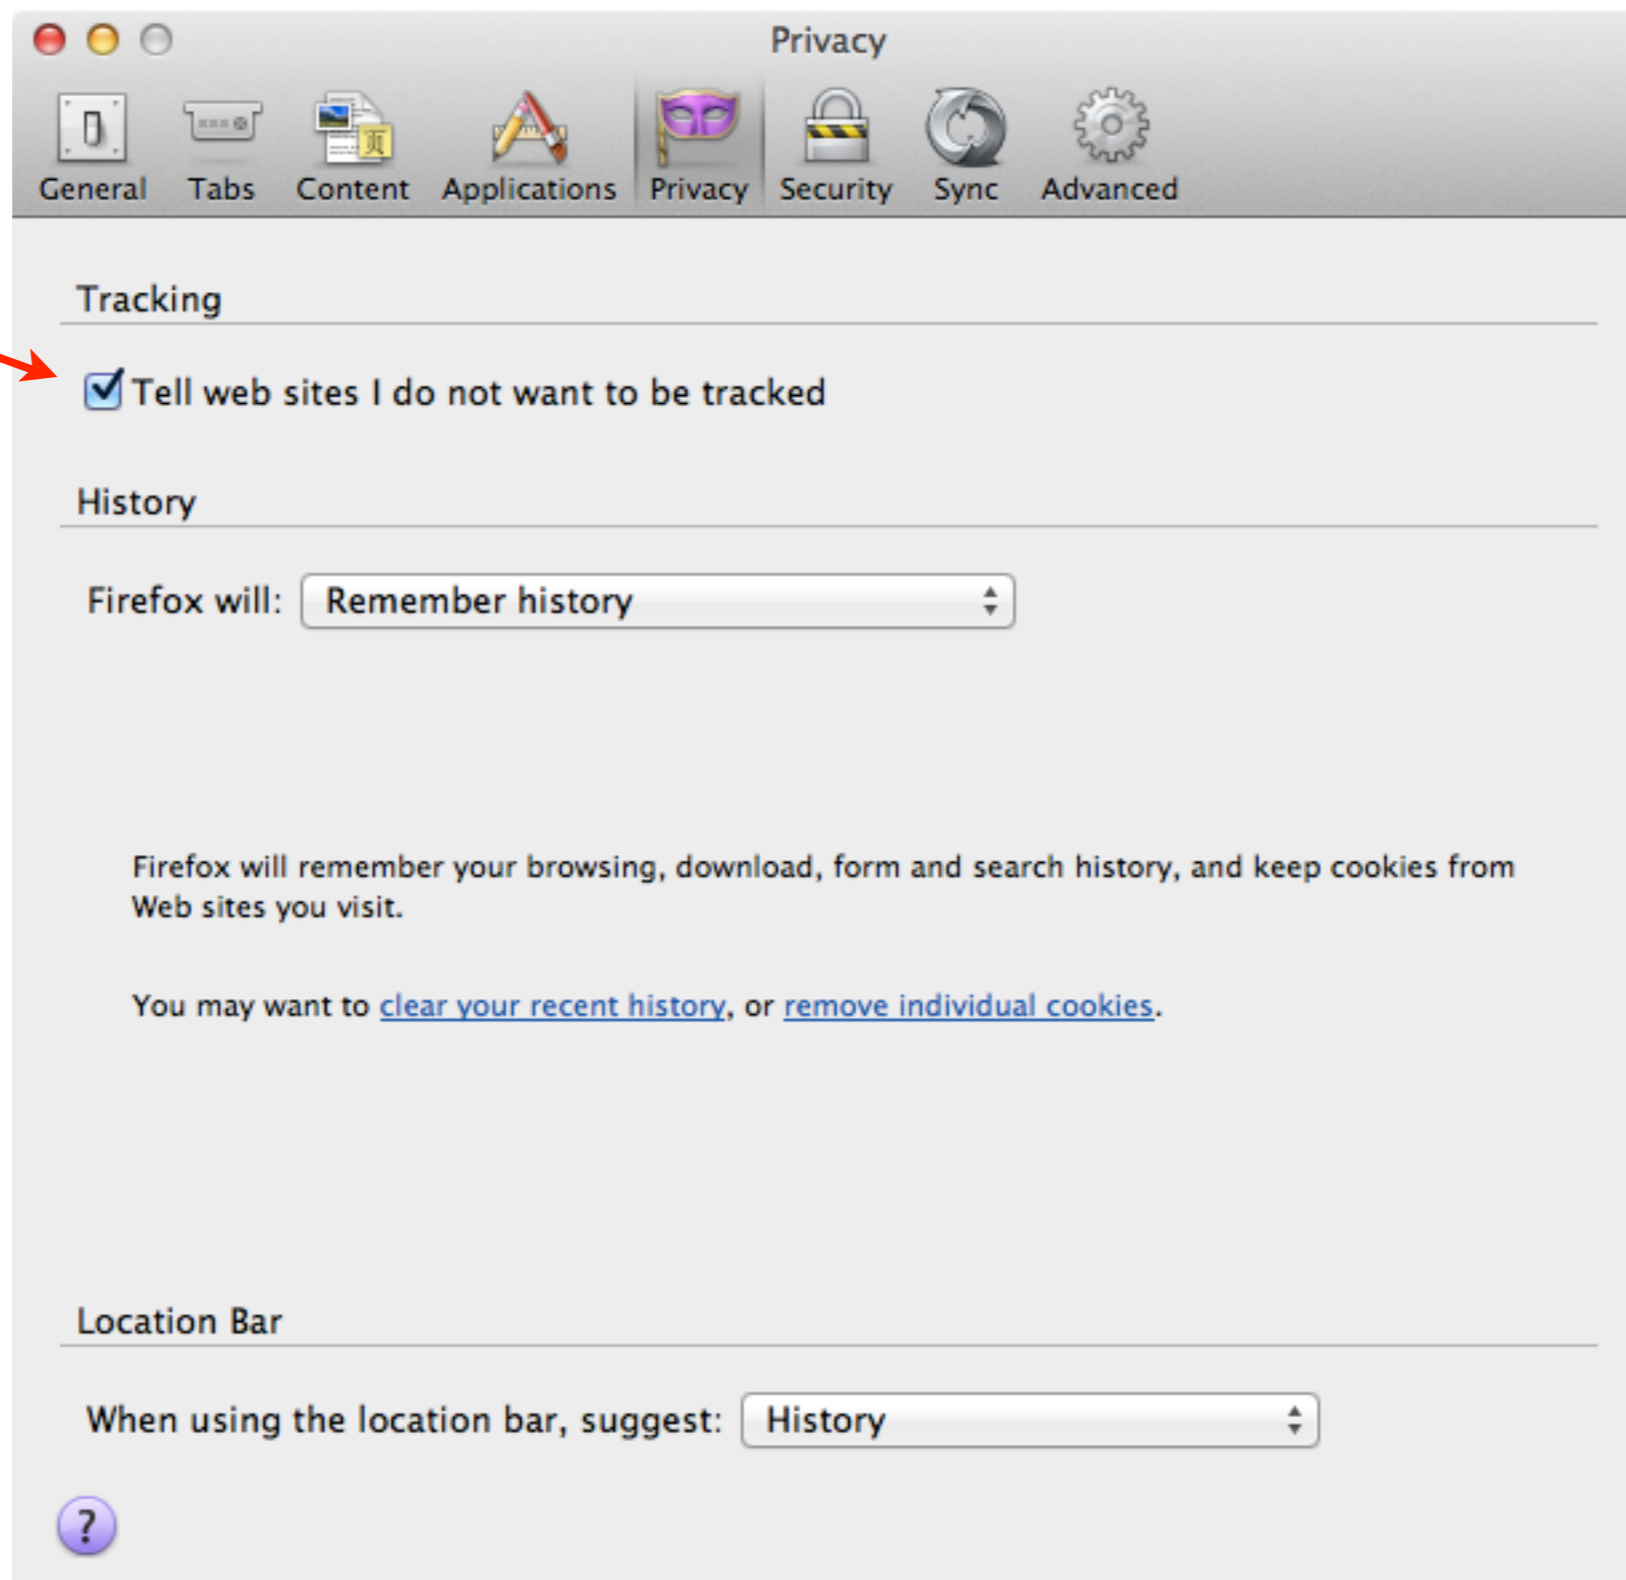 Privacy
General Tabs Content Applications Privacy Security Sync Advanced
Tracking
Tell web sites I do not want to be tracked
History
Firefox will: Remember history
Firefox will remember your browsing, download, form and search history, and keep cookies from
Web sites you visit.
You may want to clear your recent history, or remove individual cookies.
Location Bar
When using the location bar, suggest: History
?